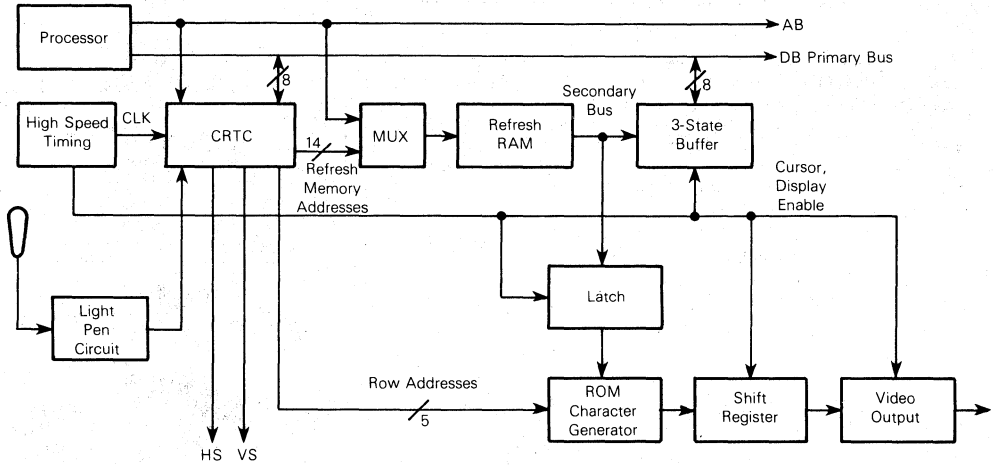 AB
Processor
DB Primary Bus
8
8
Secondary
Bus
High Speed
Timing
CLK
CRTC
14
MUX
Refresh
RAM
3-State
Buffer
Refresh
Memory
Addresses
Cursor,
Display
Enable
Latch
Light
Pen
Circuit
Row Addresses
5
ROM
Character
Generator
Shift
Register
Video
Output
HS
VS